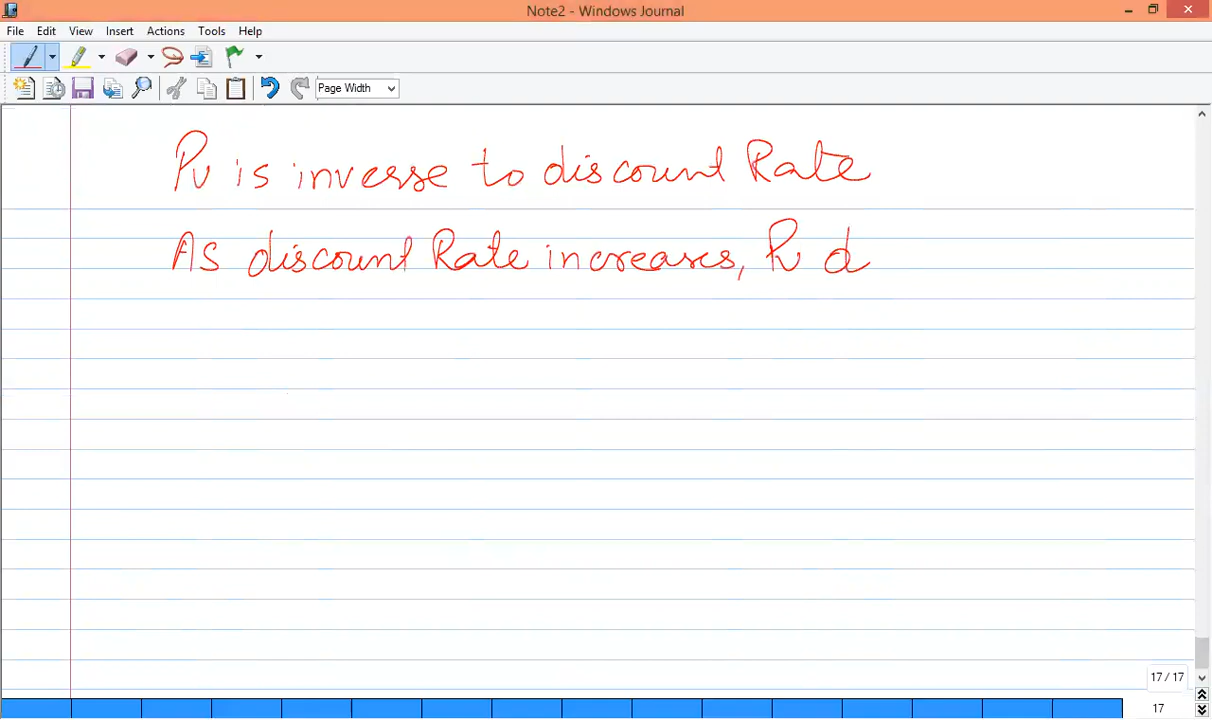 Note2 - Windows Journal
File Edit View Insert Actions Tools Help
Page Width
Pv is inverse to discount Rate
As discount Rate increases, Pv d
17 / 17
17